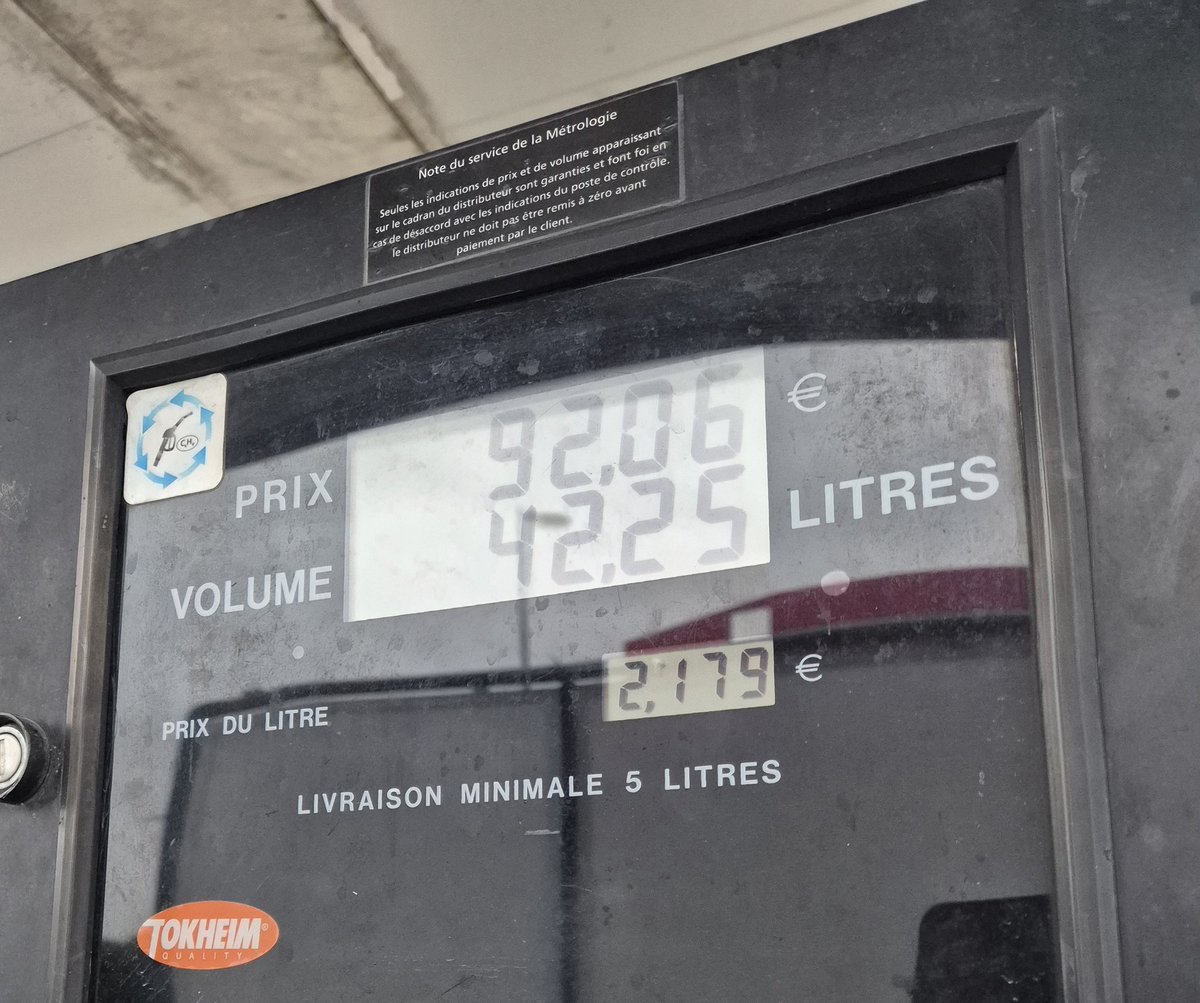 Note du service de la Métrologie
Seules les indications de prix et de volume apparaissant
sur le cadran du distributeur sont garanties et font foi en
cas de désaccord avec les indications du poste de contrôle.
le distributeur ne doit pas être remis à zéro avant
paiement par le client.
PRIX 92,06 €
VOLUME 42,25 LITRES
PRIX DU LITRE 2,179 €
LIVRAISON MINIMALE 5 LITRES
TOKHEIM®
QUALITY